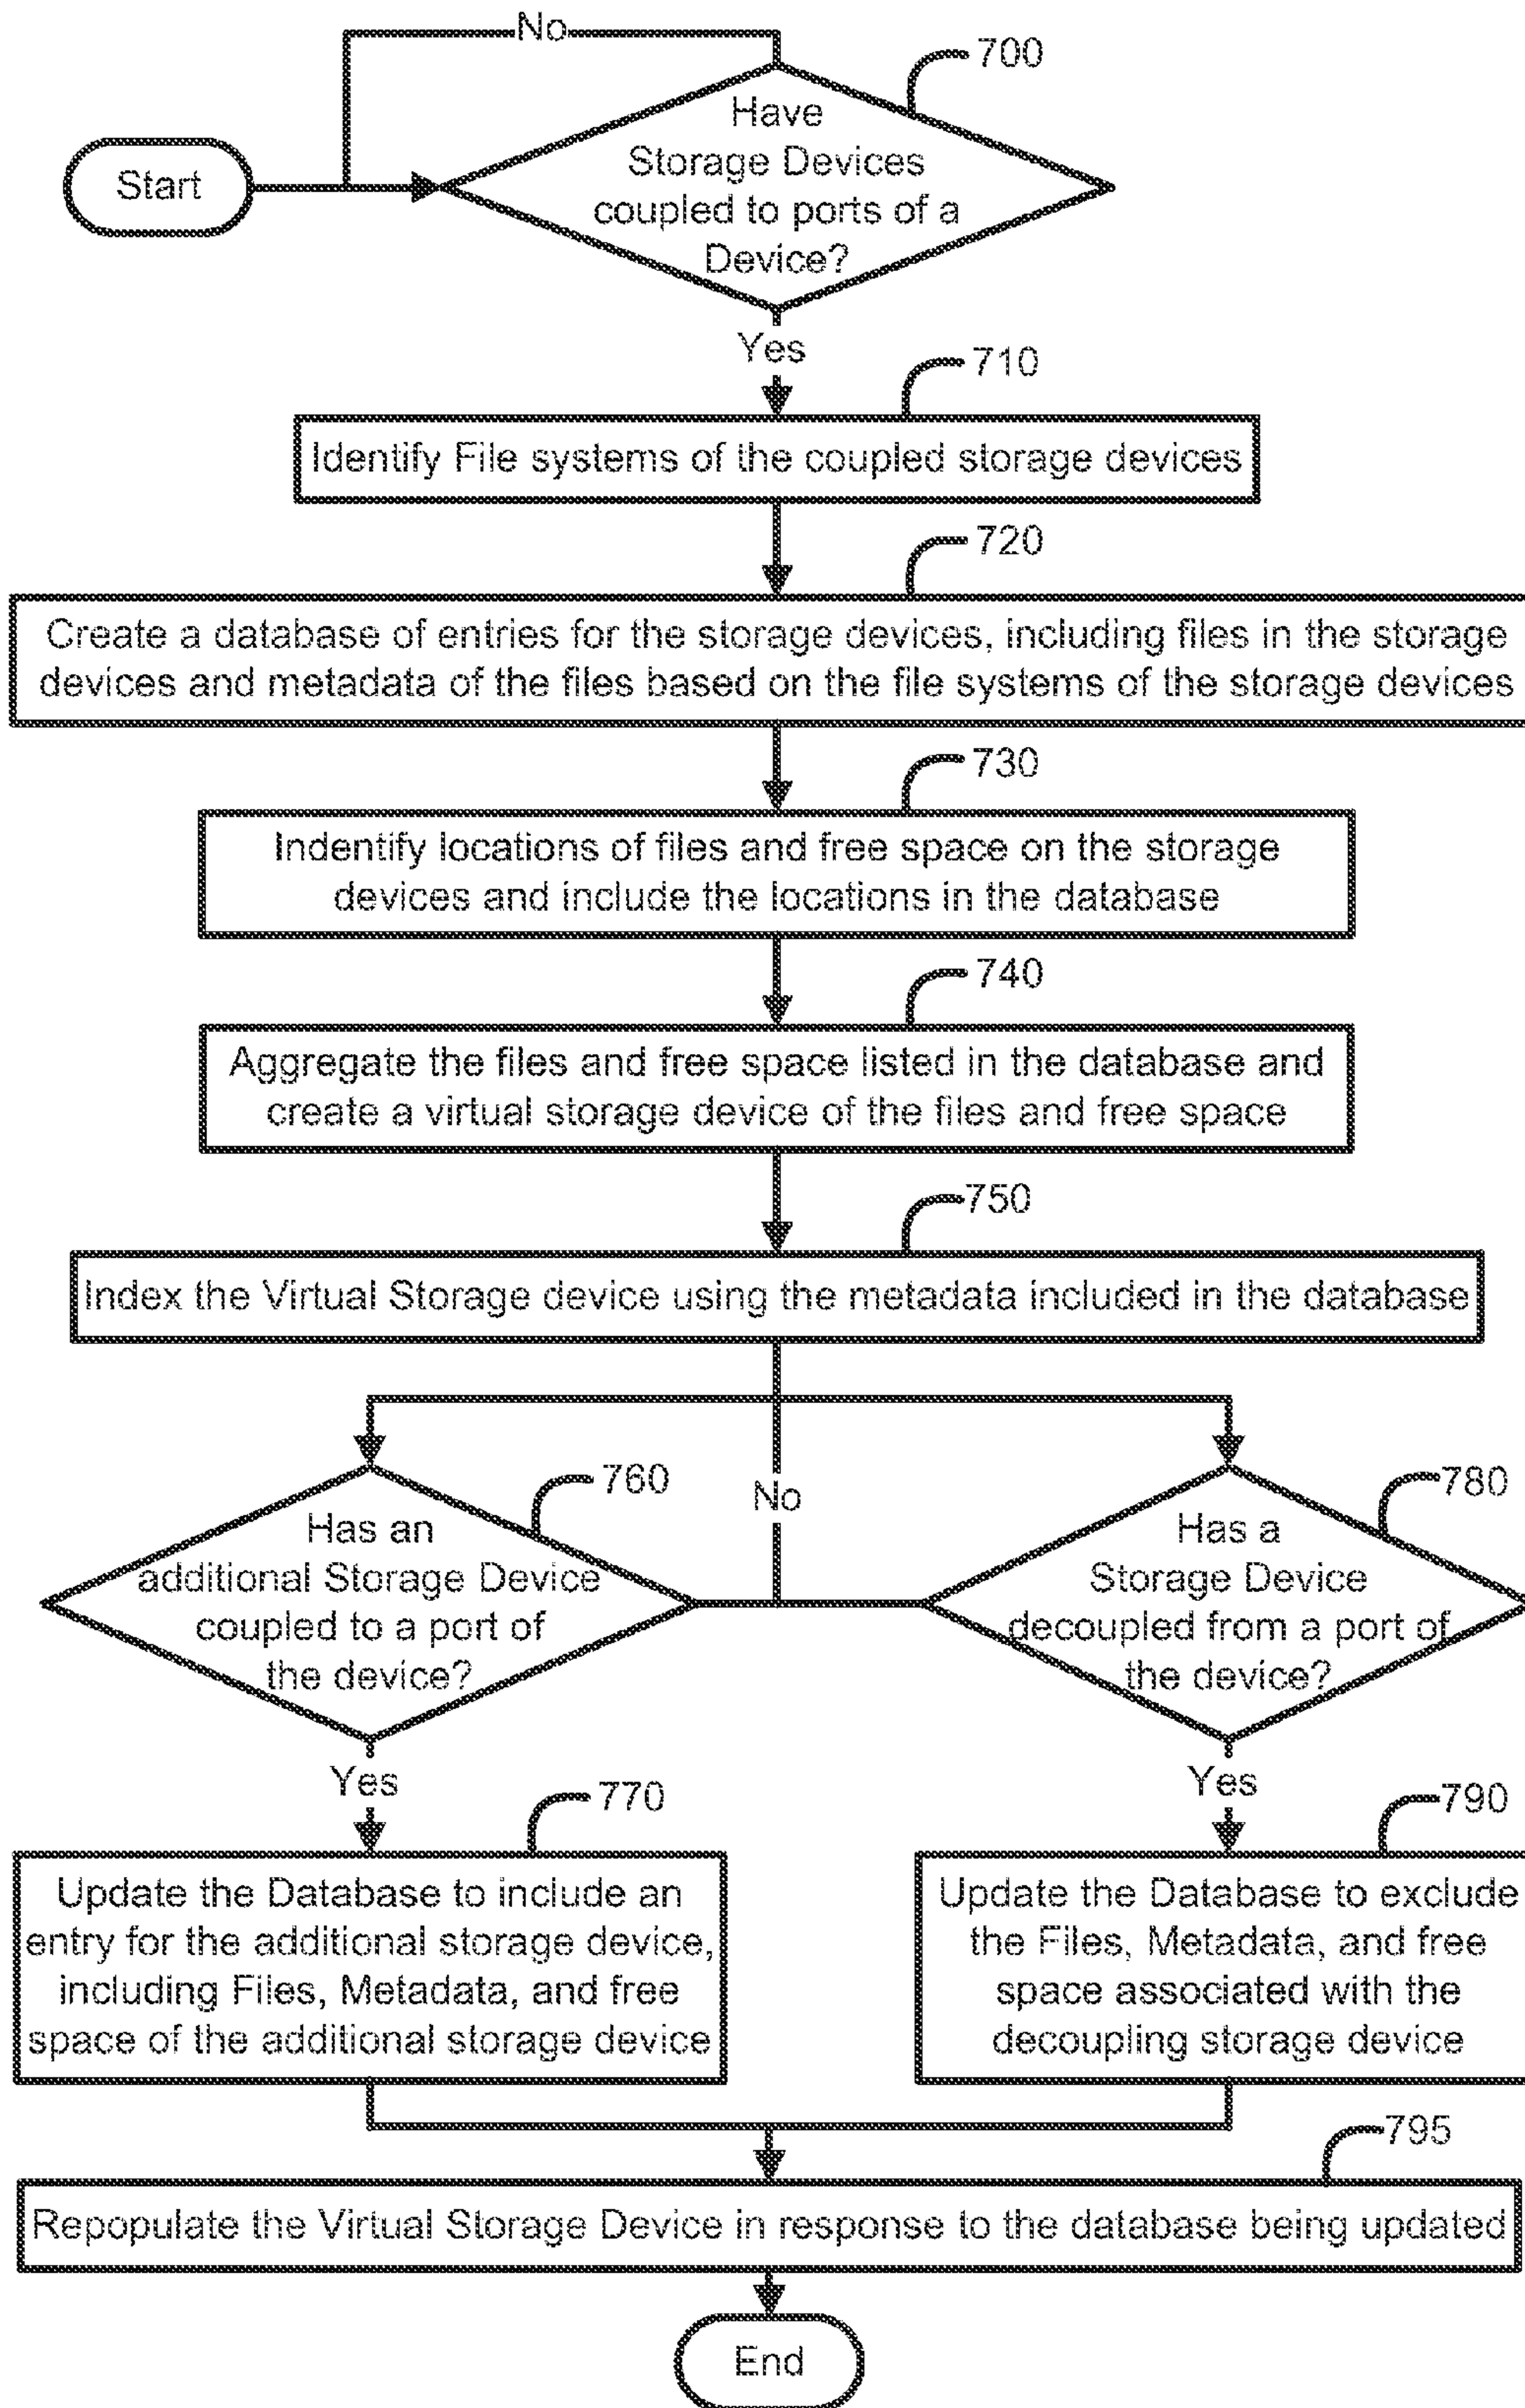 No
700
Start
Have
Storage Devices
coupled to ports of a
Device?
Yes
710
Identify File systems of the coupled storage devices
720
Create a database of entries for the storage devices, including files in the storage
devices and metadata of the files based on the file systems of the storage devices
730
Indentify locations of files and free space on the storage
devices and include the locations in the database
740
Aggregate the files and free space listed in the database and
create a virtual storage device of the files and free space
750
Index the Virtual Storage device using the metadata included in the database
760
Has an
additional Storage Device
coupled to a port of
the device?
No
780
Has a
Storage Device
decoupled from a port of
the device?
Yes
770
Update the Database to include an
entry for the additional storage device,
including Files, Metadata, and free
space of the additional storage device
Yes
790
Update the Database to exclude
the Files, Metadata, and free
space associated with the
decoupling storage device
795
Repopulate the Virtual Storage Device in response to the database being updated
End